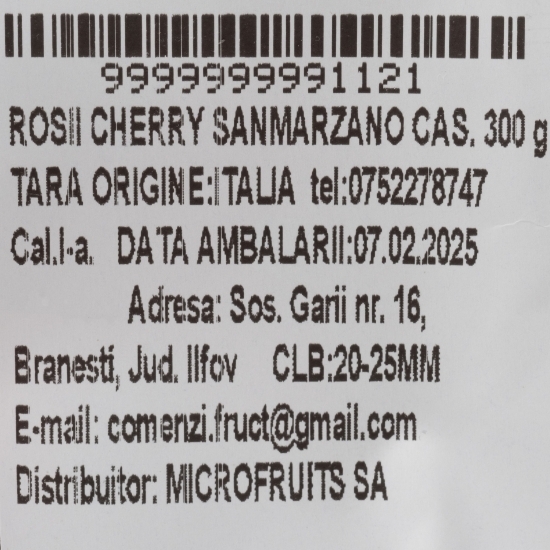 9999999991121
ROSII CHERRY SANMARZANO CAS. 300 g
TARA ORIGINE:ITALIA tel:0752278747
Cal.I-a. DATA AMBALARII:07.02.2025
Adresa: Sos. Garii nr. 16,
Branesti, Jud. Ilfov CLB:20-25MM
E-mail: comenzi.fruct@gmail.com
Distribuitor: MICROFRUITS SA